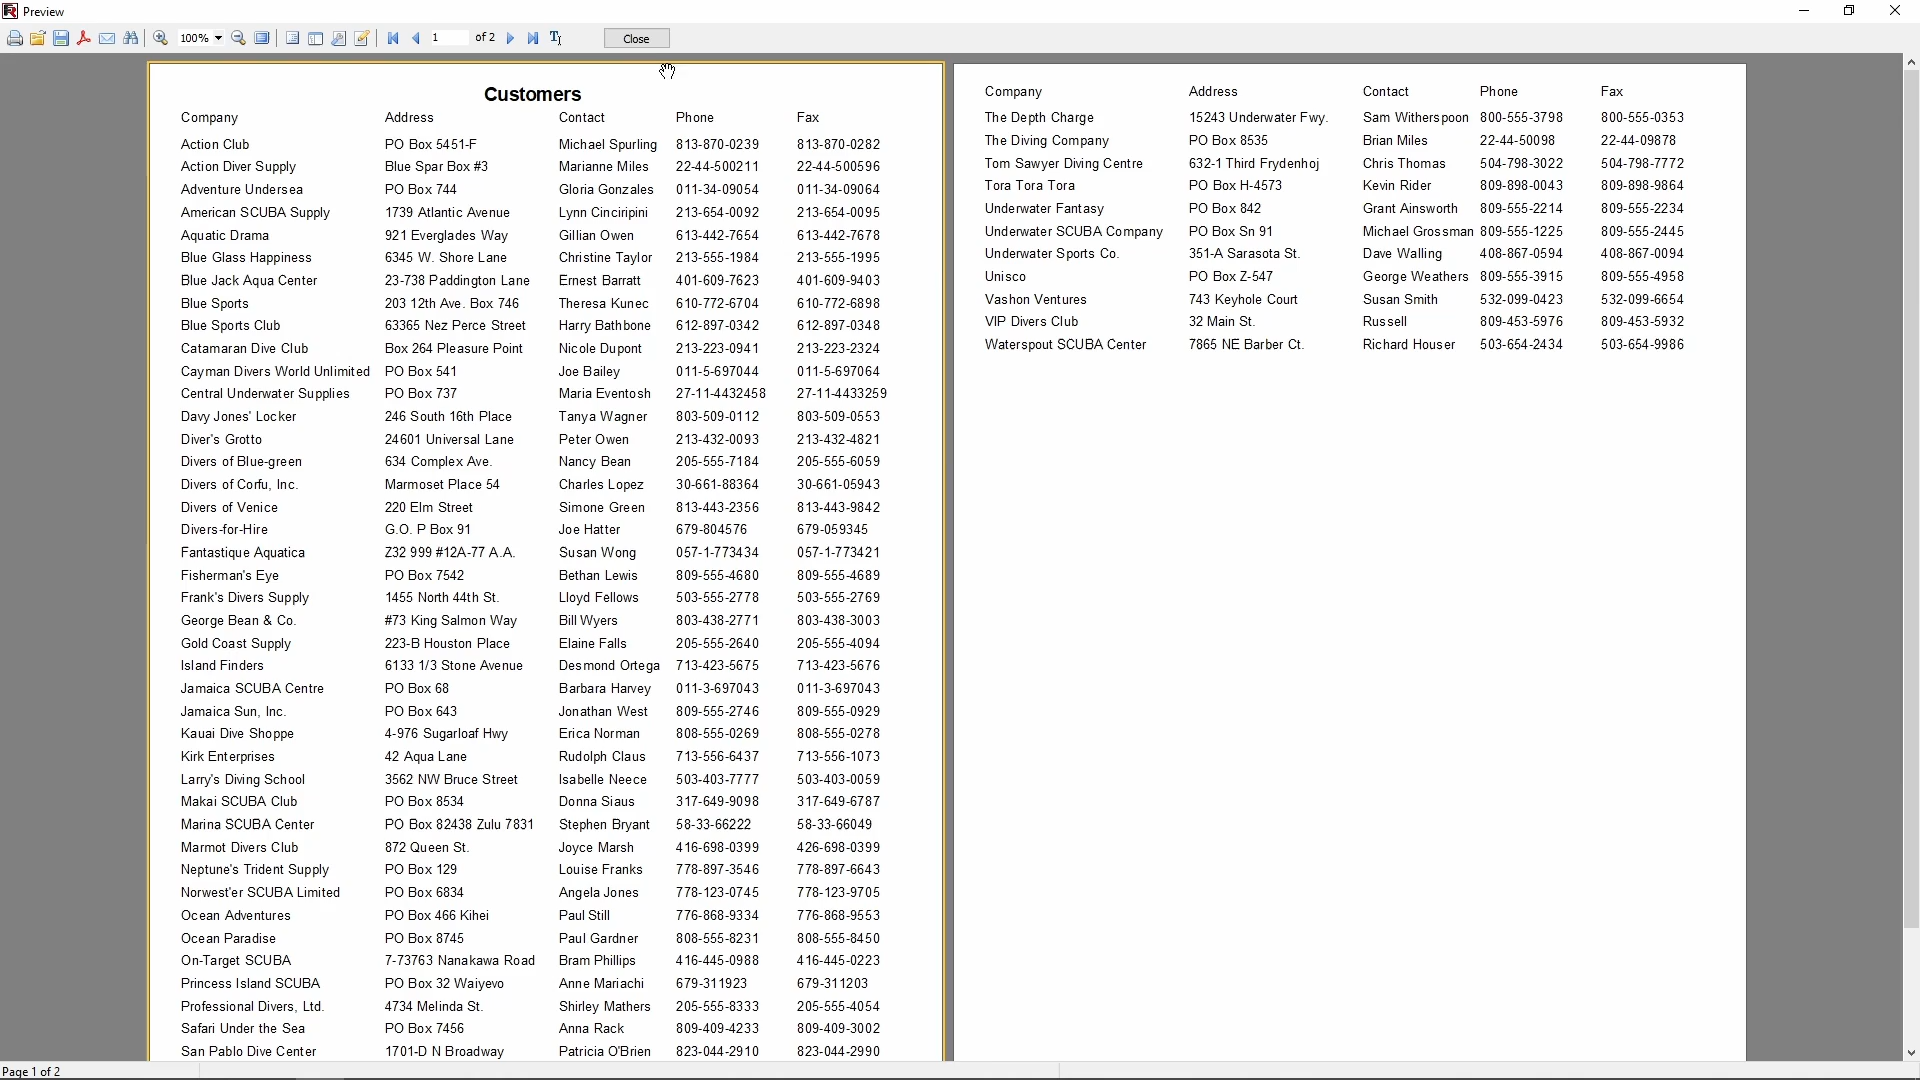 Preview
100% 1 of 2 Close
Customers
Company Address Contact Phone Fax
Action Club PO Box 5451-F Michael Spurling 813-870-0239 813-870-0282
Action Diver Supply Blue Spar Box #3 Marianne Miles 22-44-500211 22-44-500596
Adventure Undersea PO Box 744 Gloria Gonzales 011-34-09054 011-34-09064
American SCUBA Supply 1739 Atlantic Avenue Lynn Cinciripini 213-654-0092 213-654-0095
Aquatic Drama 921 Everglades Way Gillian Owen 613-442-7654 613-442-7678
Blue Glass Happiness 6345 W. Shore Lane Christine Taylor 213-555-1984 213-555-1995
Blue Jack Aqua Center 23-738 Paddington Lane Ernest Barratt 401-609-7623 401-609-9403
Blue Sports 203 12th Ave. Box 746 Theresa Kunec 610-772-6704 610-772-6898
Blue Sports Club 63365 Nez Perce Street Harry Bathbone 612-897-0342 612-897-0348
Catamaran Dive Club Box 264 Pleasure Point Nicole Dupont 213-223-0941 213-223-2324
Cayman Divers World Unlimited PO Box 541 Joe Bailey 011-5-697044 011-5-697064
Central Underwater Supplies PO Box 737 Maria Eventosh 27-11-4432458 27-11-4433259
Davy Jones' Locker 246 South 16th Place Tanya Wagner 803-509-0112 803-509-0553
Diver's Grotto 24601 Universal Lane Peter Owen 213-432-0093 213-432-4821
Divers of Blue-green 634 Complex Ave. Nancy Bean 205-555-7184 205-555-6059
Divers of Corfu, Inc. Marmoset Place 54 Charles Lopez 30-661-88364 30-661-05943
Divers of Venice 220 Elm Street Simone Green 813-443-2356 813-443-9842
Divers-for-Hire G.O. P Box 91 Joe Hatter 679-804576 679-059345
Fantastique Aquatica Z32 999 #12A-77 A.A. Susan Wong 057-1-773434 057-1-773421
Fisherman's Eye PO Box 7542 Bethan Lewis 809-555-4680 809-555-4689
Frank's Divers Supply 1455 North 44th St. Lloyd Fellows 503-555-2778 503-555-2769
George Bean & Co. #73 King Salmon Way Bill Wyers 803-438-2771 803-438-3003
Gold Coast Supply 223-B Houston Place Elaine Falls 205-555-2640 205-555-4094
Island Finders 6133 1/3 Stone Avenue Desmond Ortega 713-423-5675 713-423-5676
Jamaica SCUBA Centre PO Box 68 Barbara Harvey 011-3-697043 011-3-697043
Jamaica Sun, Inc. PO Box 643 Jonathan West 809-555-2746 809-555-0929
Kauai Dive Shoppe 4-976 Sugarloaf Hwy Erica Norman 808-555-0269 808-555-0278
Kirk Enterprises 42 Aqua Lane Rudolph Claus 713-556-6437 713-556-1073
Larry's Diving School 3562 NW Bruce Street Isabelle Neece 503-403-7777 503-403-0059
Makai SCUBA Club PO Box 8534 Donna Siaus 317-649-9098 317-649-6787
Marina SCUBA Center PO Box 82438 Zulu 7831 Stephen Bryant 58-33-66222 58-33-66049
Marmot Divers Club 872 Queen St. Joyce Marsh 416-698-0399 426-698-0399
Neptune's Trident Supply PO Box 129 Louise Franks 778-897-3546 778-897-6643
Norwest'er SCUBA Limited PO Box 6834 Angela Jones 778-123-0745 778-123-9705
Ocean Adventures PO Box 466 Kihei Paul Still 776-868-9334 776-868-9553
Ocean Paradise PO Box 8745 Paul Gardner 808-555-8231 808-555-8450
On-Target SCUBA 7-73763 Nanakawa Road Bram Phillips 416-445-0988 416-445-0223
Princess Island SCUBA PO Box 32 Waiyevo Anne Mariachi 679-311923 679-311203
Professional Divers, Ltd. 4734 Melinda St. Shirley Mathers 205-555-8333 205-555-4054
Safari Under the Sea PO Box 7456 Anna Rack 809-409-4233 809-409-3002
San Pablo Dive Center 1701-D N Broadway Patricia O'Brien 823-044-2910 823-044-2990
Company Address Contact Phone Fax
The Depth Charge 15243 Underwater Fwy. Sam Witherspoon 800-555-3798 800-555-0353
The Diving Company PO Box 8535 Brian Miles 22-44-50098 22-44-09878
Tom Sawyer Diving Centre 632-1 Third Frydenhoj Chris Thomas 504-798-3022 504-798-7772
Tora Tora Tora PO Box H-4573 Kevin Rider 809-898-0043 809-898-9864
Underwater Fantasy PO Box 842 Grant Ainsworth 809-555-2214 809-555-2234
Underwater SCUBA Company PO Box Sn 91 Michael Grossman 809-555-1225 809-555-2445
Underwater Sports Co. 351-A Sarasota St. Dave Walling 408-867-0594 408-867-0094
Unisco PO Box Z-547 George Weathers 809-555-3915 809-555-4958
Vashon Ventures 743 Keyhole Court Susan Smith 532-099-0423 532-099-6654
VIP Divers Club 32 Main St. Russell 809-453-5976 809-453-5932
Waterspout SCUBA Center 7865 NE Barber Ct. Richard Houser 503-654-2434 503-654-9986
Page 1 of 2